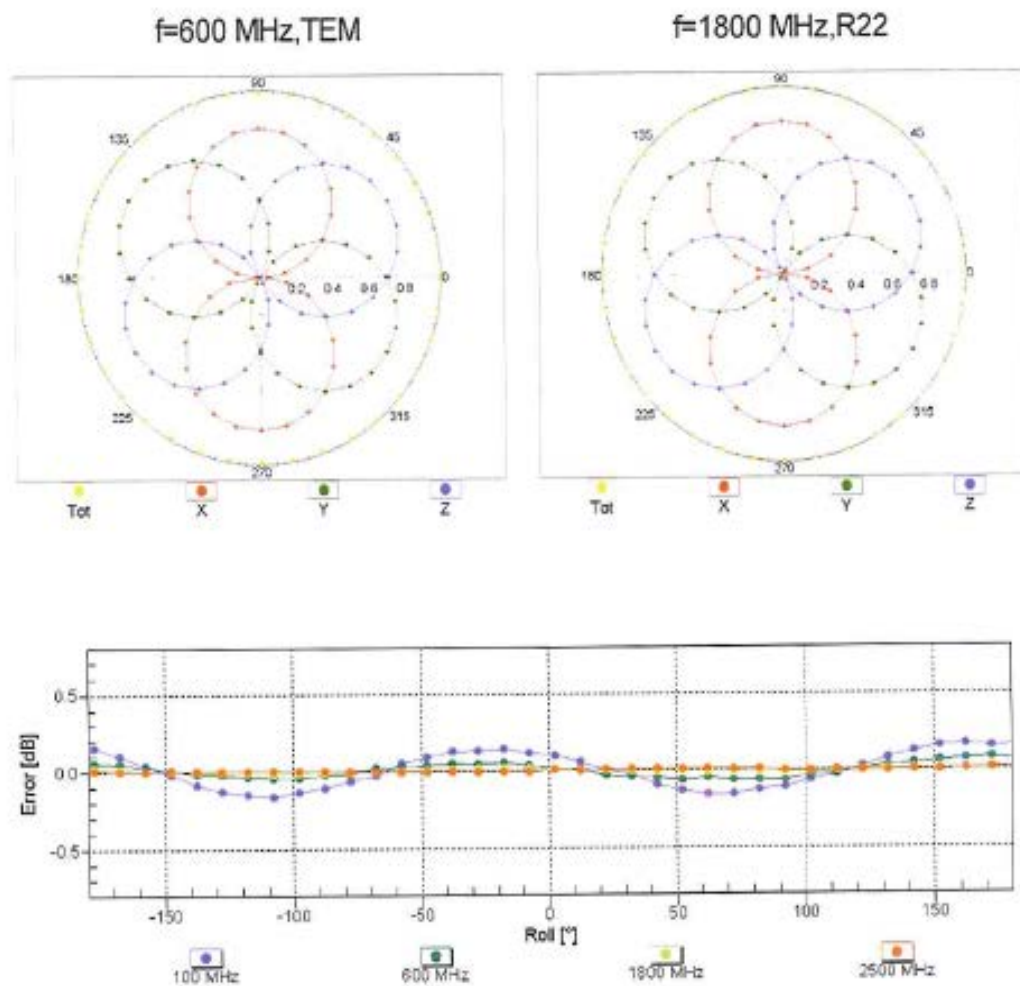 f=600 MHz,TEM
f=1800 MHz,R22
90
135
45
180
0
0.2 0.4 0.6 0.8
225
315
270
Tot X Y Z
90
135
45
180
0
0.2 0.4 0.6 0.8
225
315
270
Tot X Y Z
Error [dB]
0.5
0.0
-0.5
-150 -100 -50 0 50 100 150
Roll [°]
100 MHz 600 MHz 1800 MHz 2500 MHz